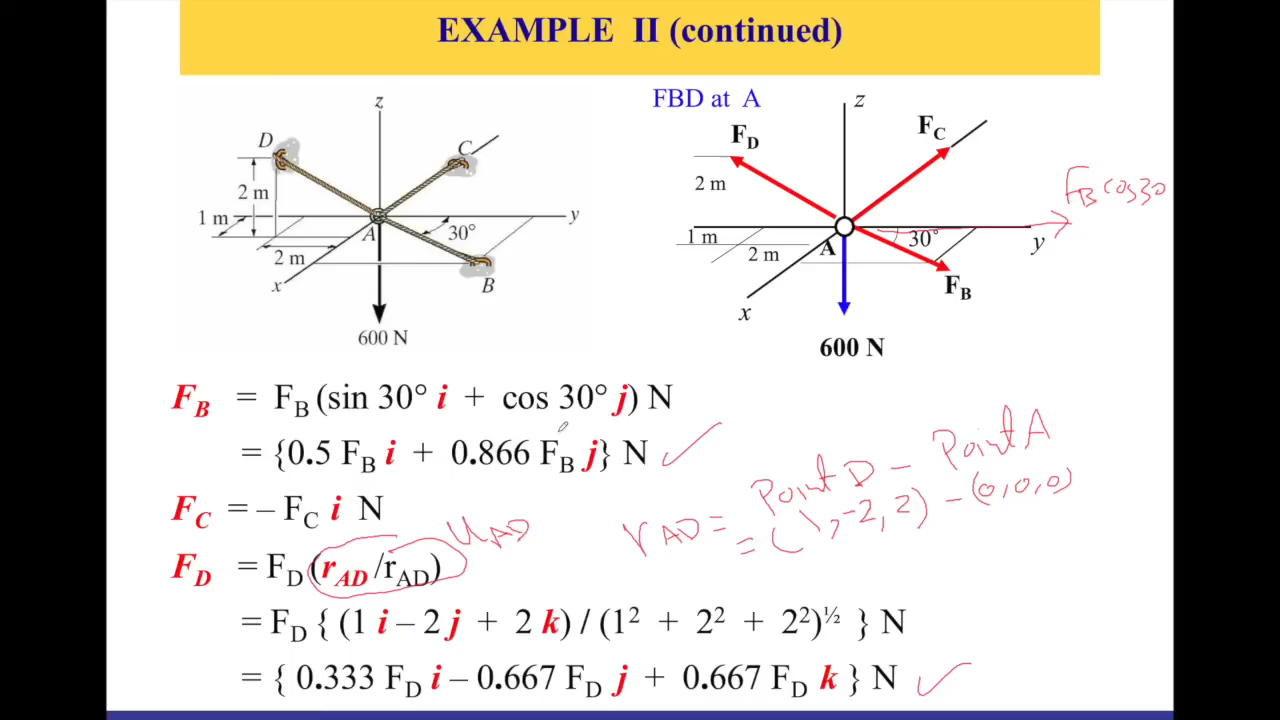 EXAMPLE II (continued)
z
D
C
2 m
1 m
y
A
30°
2 m
x
B
600 N
FBD at A
z
F_D
F_C
2 m
F_B cos30
1 m
2 m
A
30°
y
F_B
x
600 N
F_B = F_B (sin 30° i + cos 30° j) N
= {0.5 F_B i + 0.866 F_B j} N
F_C = – F_C i N
F_D = F_D (r_AD /r_AD)
u_AD
r_AD = Point D - Point A
= (1, -2, 2) - (0, 0, 0)
= F_D { (1 i – 2 j + 2 k) / (1² + 2² + 2²)^½ } N
= { 0.333 F_D i – 0.667 F_D j + 0.667 F_D k } N